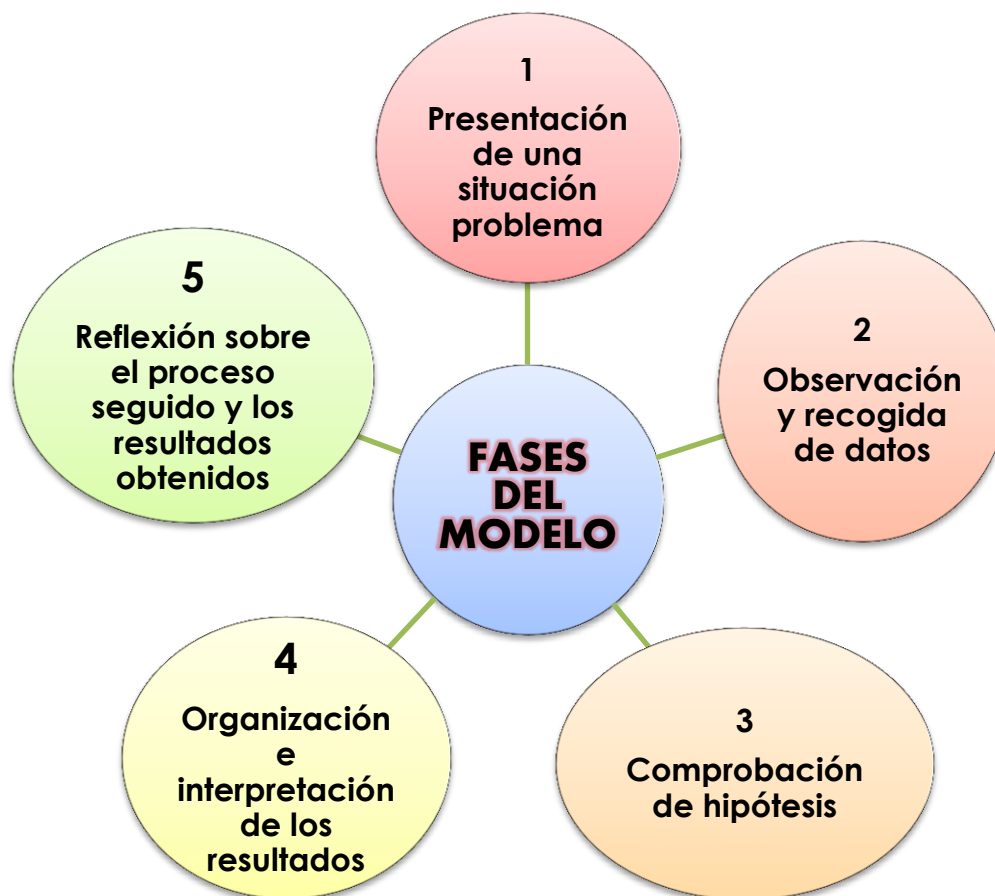 1
Presentación
de una
situación
problema
2
Observación
y recogida
de datos
3
Comprobación
de hipótesis
4
Organización
e
interpretación
de los
resultados
5
Reflexión sobre
el proceso
seguido y los
resultados
obtenidos
FASES
DEL
MODELO